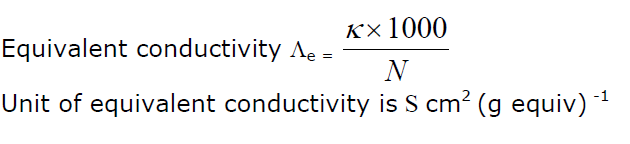 Equivalent conductivity Λe = κ×1000 / N
Unit of equivalent conductivity is S cm² (g equiv) ⁻¹